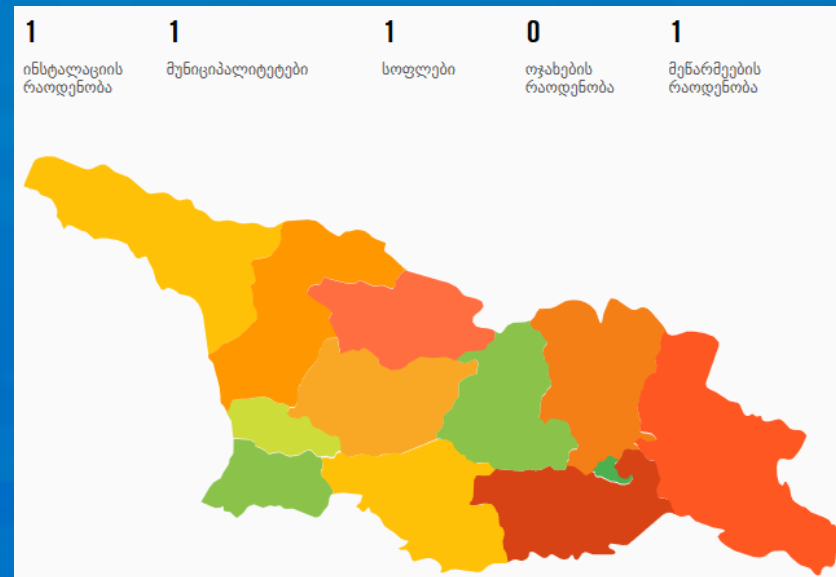 1 1 1 0 1
ინსტალაციის მუნიციპალიტეტები სოფლები ოჯახების მეწარმეების
რაოდენობა რაოდენობა რაოდენობა